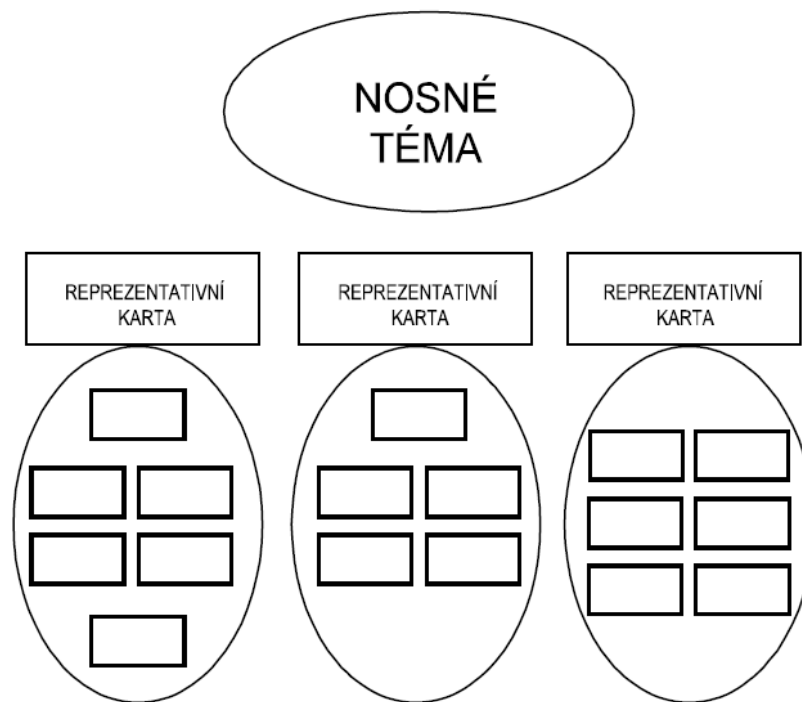 NOSNÉ
TÉMA
REPREZENTATIVNÍ
KARTA
REPREZENTATIVNÍ
KARTA
REPREZENTATIVNÍ
KARTA